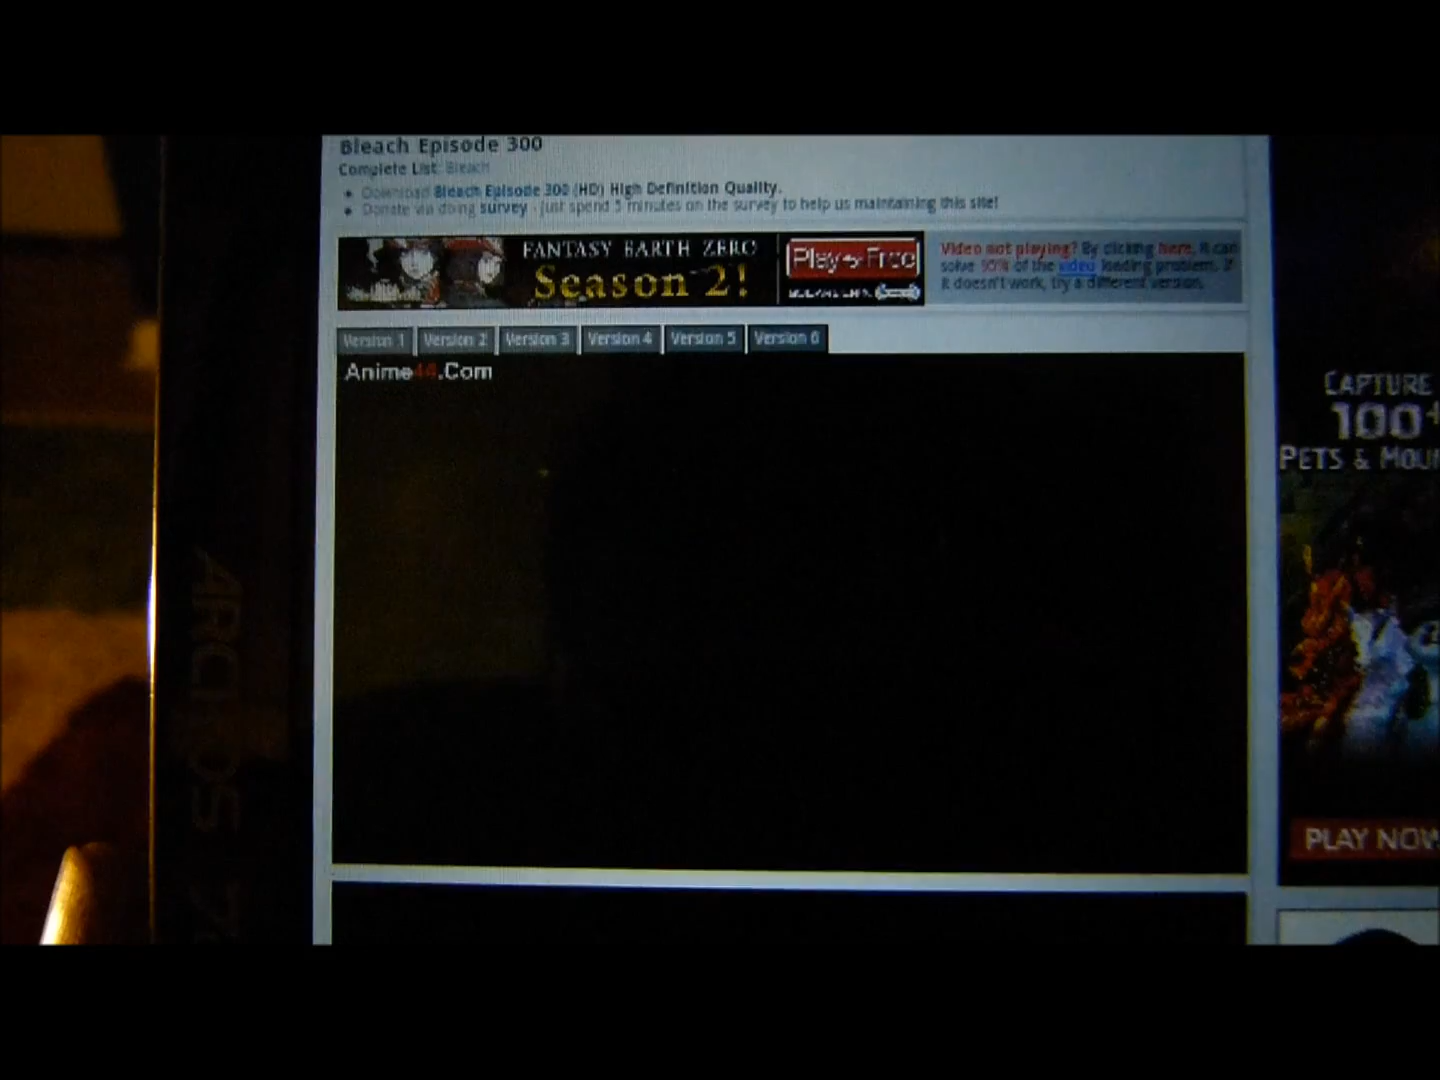 Bleach Episode 300
Complete List: Bleach
Download Bleach Episode 300 (HD) High Definition Quality.
Donate via doing survey - Just spend 5 minutes on the survey to help us maintaining this site!
FANTASY EARTH ZERO
Season 2!
Play Free
Video not playing? By clicking here, it can
solve 90% of the video loading problem. If
it doesn't work, try a different version.
Version 1 Version 2 Version 3 Version 4 Version 5 Version 6
Anime44.Com
CAPTURE
100+
PETS & MOU
PLAY NOW
ARCHOS 7